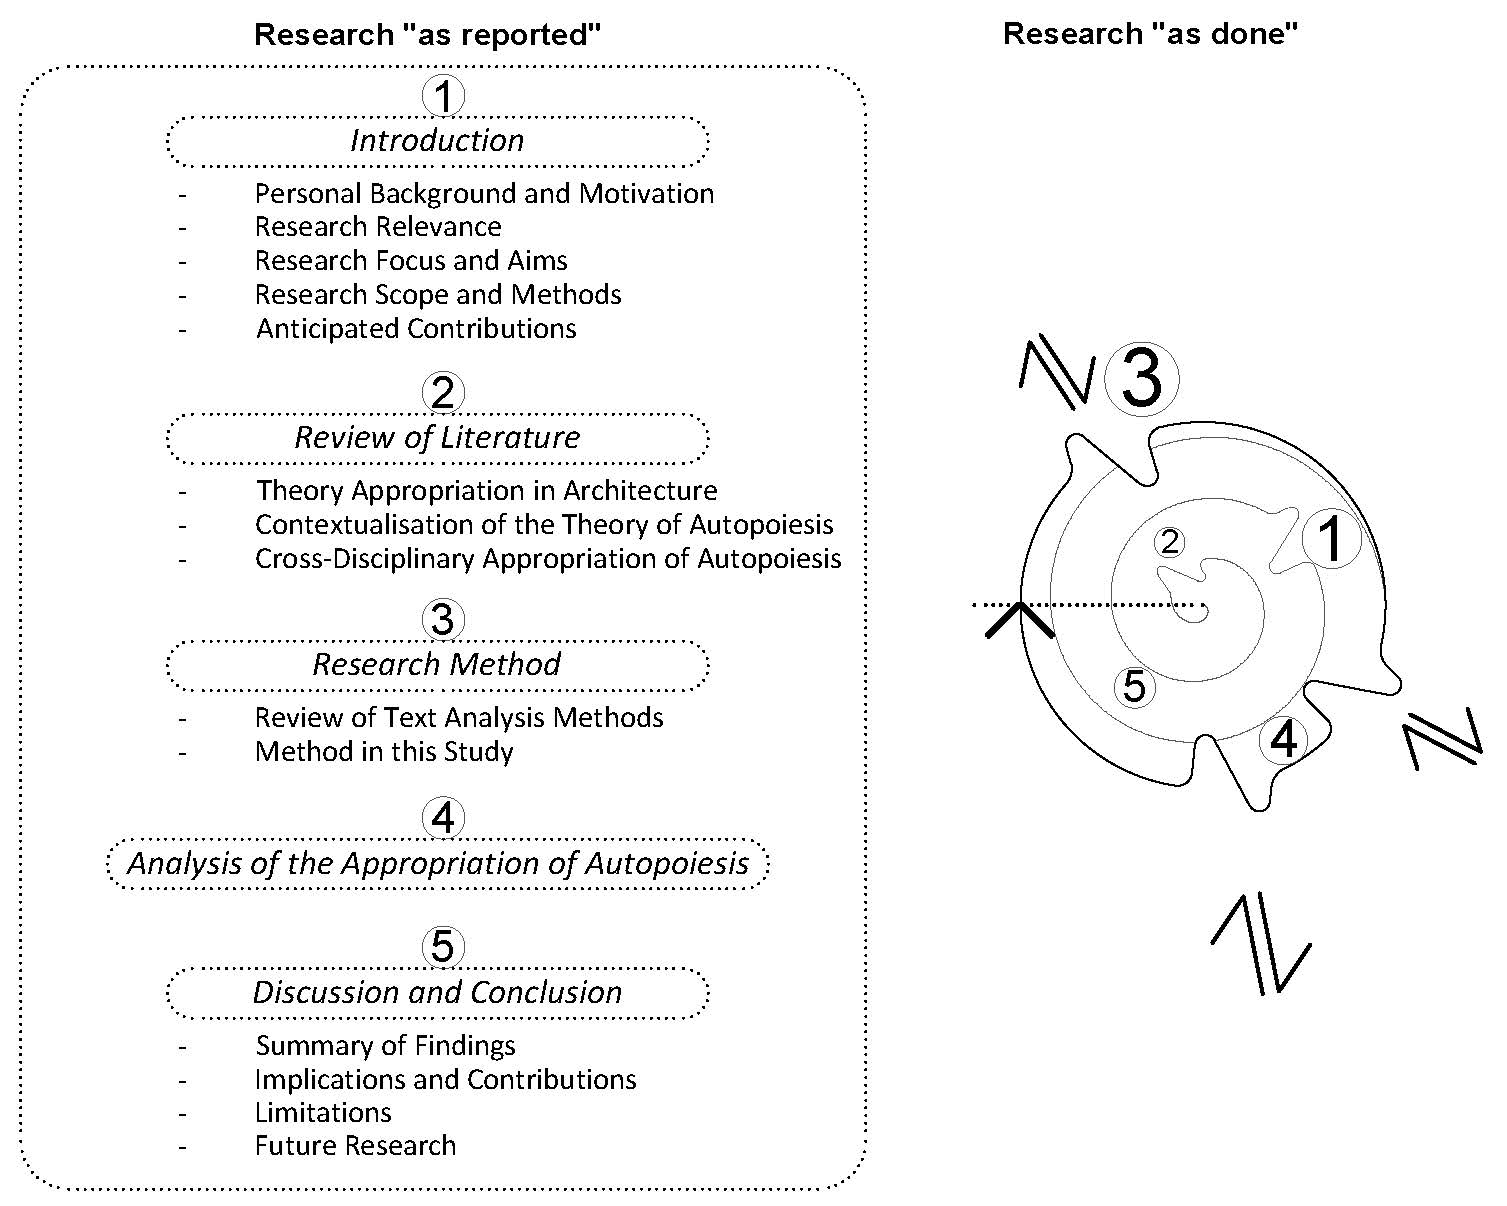 Research "as reported"
1
Introduction
- Personal Background and Motivation
- Research Relevance
- Research Focus and Aims
- Research Scope and Methods
- Anticipated Contributions
2
Review of Literature
- Theory Appropriation in Architecture
- Contextualisation of the Theory of Autopoiesis
- Cross-Disciplinary Appropriation of Autopoiesis
3
Research Method
- Review of Text Analysis Methods
- Method in this Study
4
Analysis of the Appropriation of Autopoiesis
5
Discussion and Conclusion
- Summary of Findings
- Implications and Contributions
- Limitations
- Future Research
Research "as done"
3
1
2
5
4